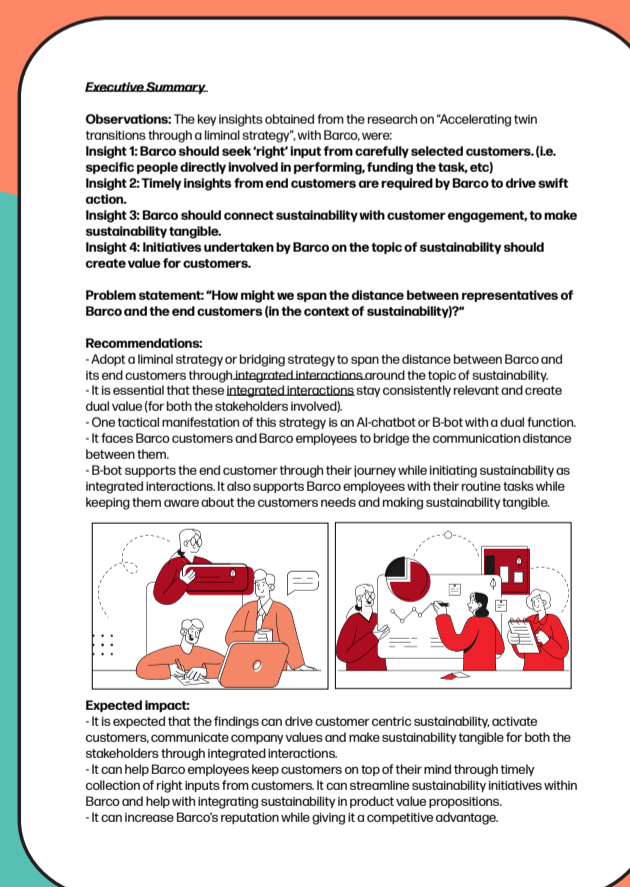 Executive Summary
Observations: The key insights obtained from the research on "Accelerating twin
transitions through a liminal strategy", with Barco, were:
Insight 1: Barco should seek ‘right’ input from carefully selected customers. (i.e.
specific people directly involved in performing, funding the task, etc)
Insight 2: Timely insights from end customers are required by Barco to drive swift
action.
Insight 3: Barco should connect sustainability with customer engagement, to make
sustainability tangible.
Insight 4: Initiatives undertaken by Barco on the topic of sustainability should
create value for customers.
Problem statement: "How might we span the distance between representatives of
Barco and the end customers (in the context of sustainability)?"
Recommendations:
- Adopt a liminal strategy or bridging strategy to span the distance between Barco and
its end customers through integrated interactions around the topic of sustainability.
- It is essential that these integrated interactions stay consistently relevant and create
dual value (for both the stakeholders involved).
- One tactical manifestation of this strategy is an AI-chatbot or B-bot with a dual function.
- It faces Barco customers and Barco employees to bridge the communication distance
between them.
- B-bot supports the end customer through their journey while initiating sustainability as
integrated interactions. It also supports Barco employees with their routine tasks while
keeping them aware about the customers needs and making sustainability tangible.
Expected impact:
- It is expected that the findings can drive customer centric sustainability, activate
customers, communicate company values and make sustainability tangible for both the
stakeholders through integrated interactions.
- It can help Barco employees keep customers on top of their mind through timely
collection of right inputs from customers. It can streamline sustainability initiatives within
Barco and help with integrating sustainability in product value propositions.
- It can increase Barco's reputation while giving it a competitive advantage.